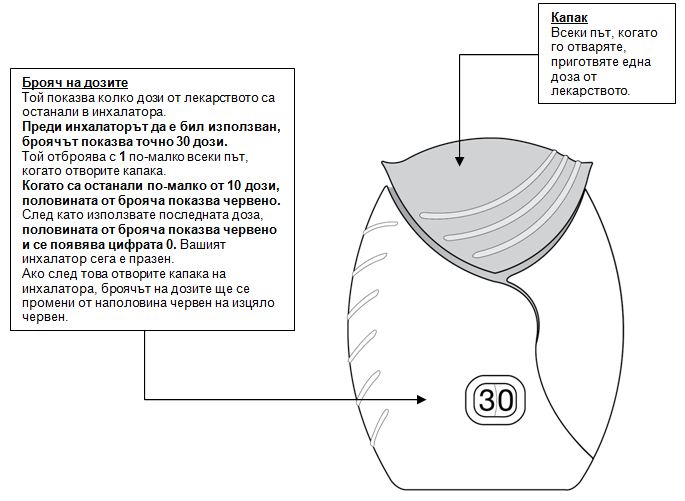 Капак
Всеки път, когато
го отваряте,
приготвяте една
доза от
лекарството.
Брояч на дозите
Той показва колко дози от лекарството са
останали в инхалатора.
Преди инхалаторът да е бил използван,
броячът показва точно 30 дози.
Той отброява с 1 по-малко всеки път,
когато отворите капака.
Когато са останали по-малко от 10 дози,
половината от брояча показва червено.
След като използвате последната доза,
половината от брояча показва червено
и се появява цифрата 0. Вашият
инхалатор сега е празен.
Ако след това отворите капака на
инхалатора, броячът на дозите ще се
промени от наполовина червен на изцяло
червен.
30